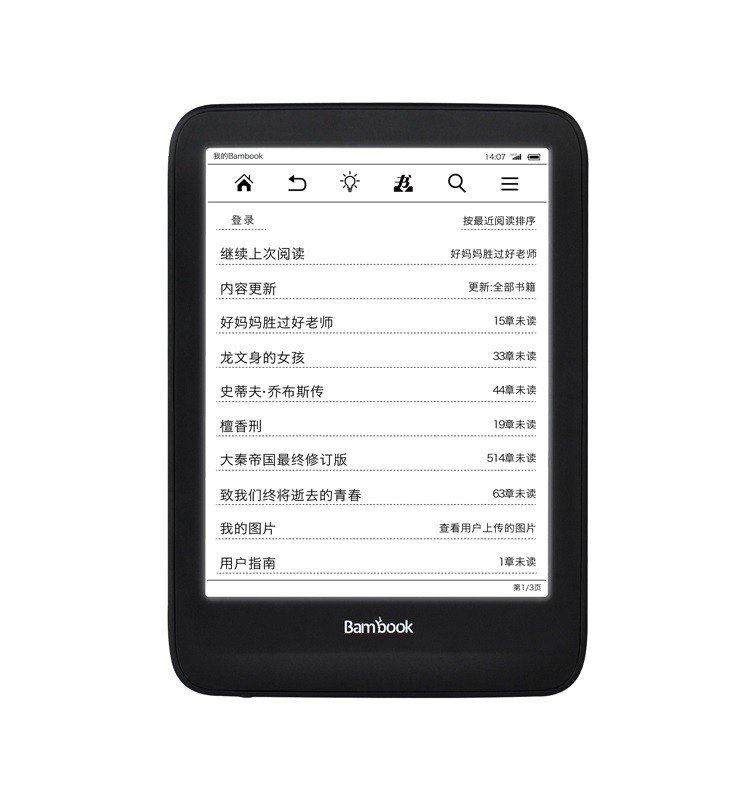 我的Bambook 14:07
登录 按最近阅读排序
继续上次阅读 好妈妈胜过好老师
内容更新 更新:全部书籍
好妈妈胜过好老师 15章未读
龙文身的女孩 33章未读
史蒂夫·乔布斯传 44章未读
檀香刑 19章未读
大秦帝国最终修订版 514章未读
致我们终将逝去的青春 63章未读
我的图片 查看用户上传的图片
用户指南 1章未读
第1/3页
Bambook